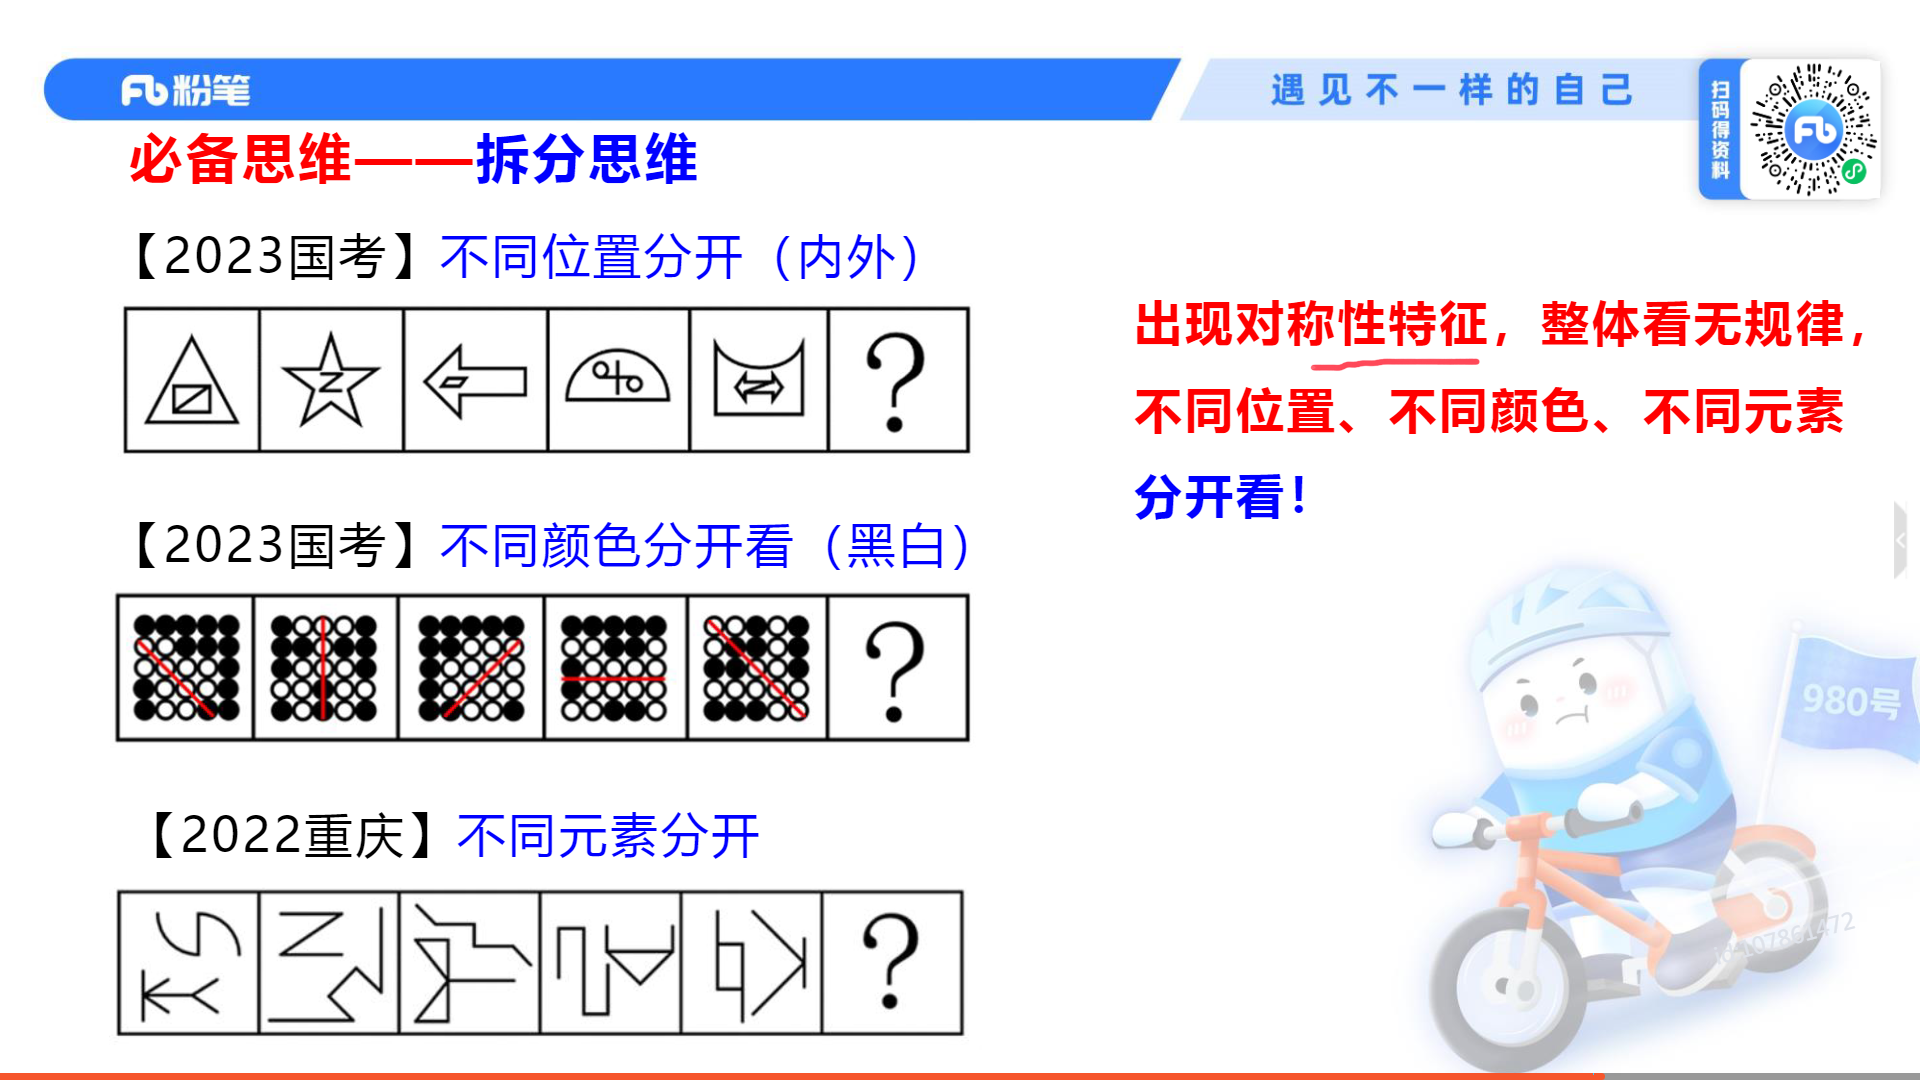 粉笔
遇见不一样的自己
扫码得资料
必备思维——拆分思维
【2023国考】不同位置分开（内外）
?
出现对称性特征，整体看无规律，
不同位置、不同颜色、不同元素
分开看！
【2023国考】不同颜色分开看（黑白）
?
980号
【2022重庆】不同元素分开
?
id:107861472